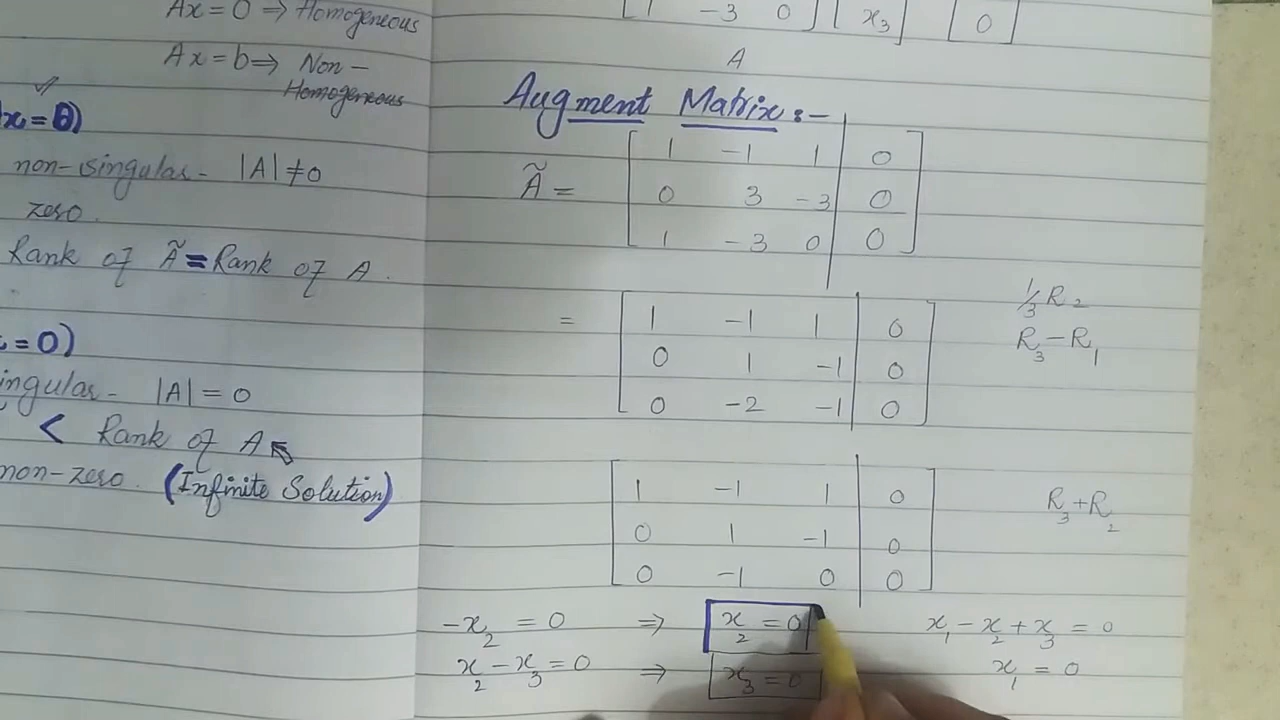 Ax = 0 ⇒ Homogeneous
Ax = b ⇒ Non-
Homogeneous
x = 0)
non-singular - |A| ≠ 0
zero.
Rank of Ã = Rank of A.
= 0)
ingular - |A| = 0
< Rank of A
non-zero. (Infinite Solution)
1 -3 0 x₃ 0
A
Augment Matrix :-
Ã =
1 -1 1 0
0 3 -3 0
1 -3 0 0
1/3 R₂
R₃ - R₁
=
1 -1 1 0
0 1 -1 0
0 -2 -1 0
R₃ + R₂
1 -1 1 0
0 1 -1 0
0 -1 0 0
-x₂ = 0 ⇒ x₂ = 0
x₁ - x₂ + x₃ = 0
x₂ - x₃ = 0 ⇒ x₃ = 0
x₁ = 0